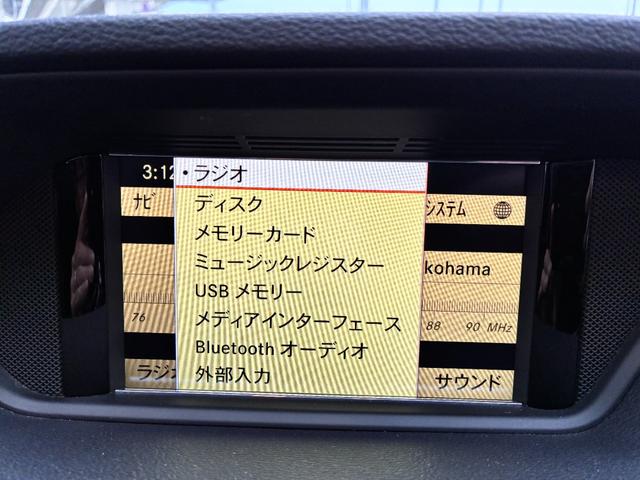 3:12
・ラジオ
ナビ
ディスク
システム
メモリーカード
ミュージックレジスター
kohama
USB メモリー
76
メディアインターフェース
88
90 MHz
Bluetooth オーディオ
ラジ
外部入力
サウンド